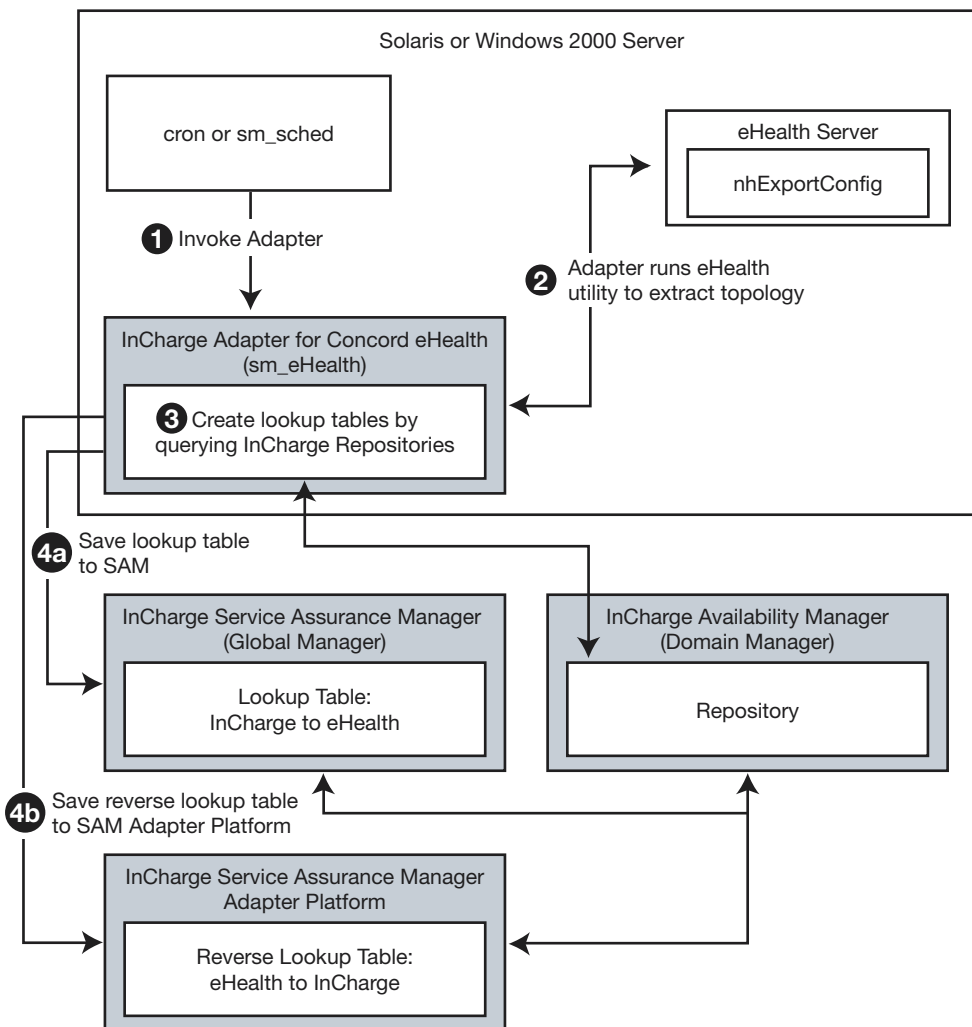 Solaris or Windows 2000 Server
cron or sm_sched
eHealth Server
nhExportConfig
1 Invoke Adapter
2 Adapter runs eHealth
utility to extract topology
InCharge Adapter for Concord eHealth
(sm_eHealth)
3 Create lookup tables by
querying InCharge Repositories
4a Save lookup table
to SAM
InCharge Service Assurance Manager
(Global Manager)
Lookup Table:
InCharge to eHealth
InCharge Availability Manager
(Domain Manager)
Repository
4b Save reverse lookup table
to SAM Adapter Platform
InCharge Service Assurance Manager
Adapter Platform
Reverse Lookup Table:
eHealth to InCharge